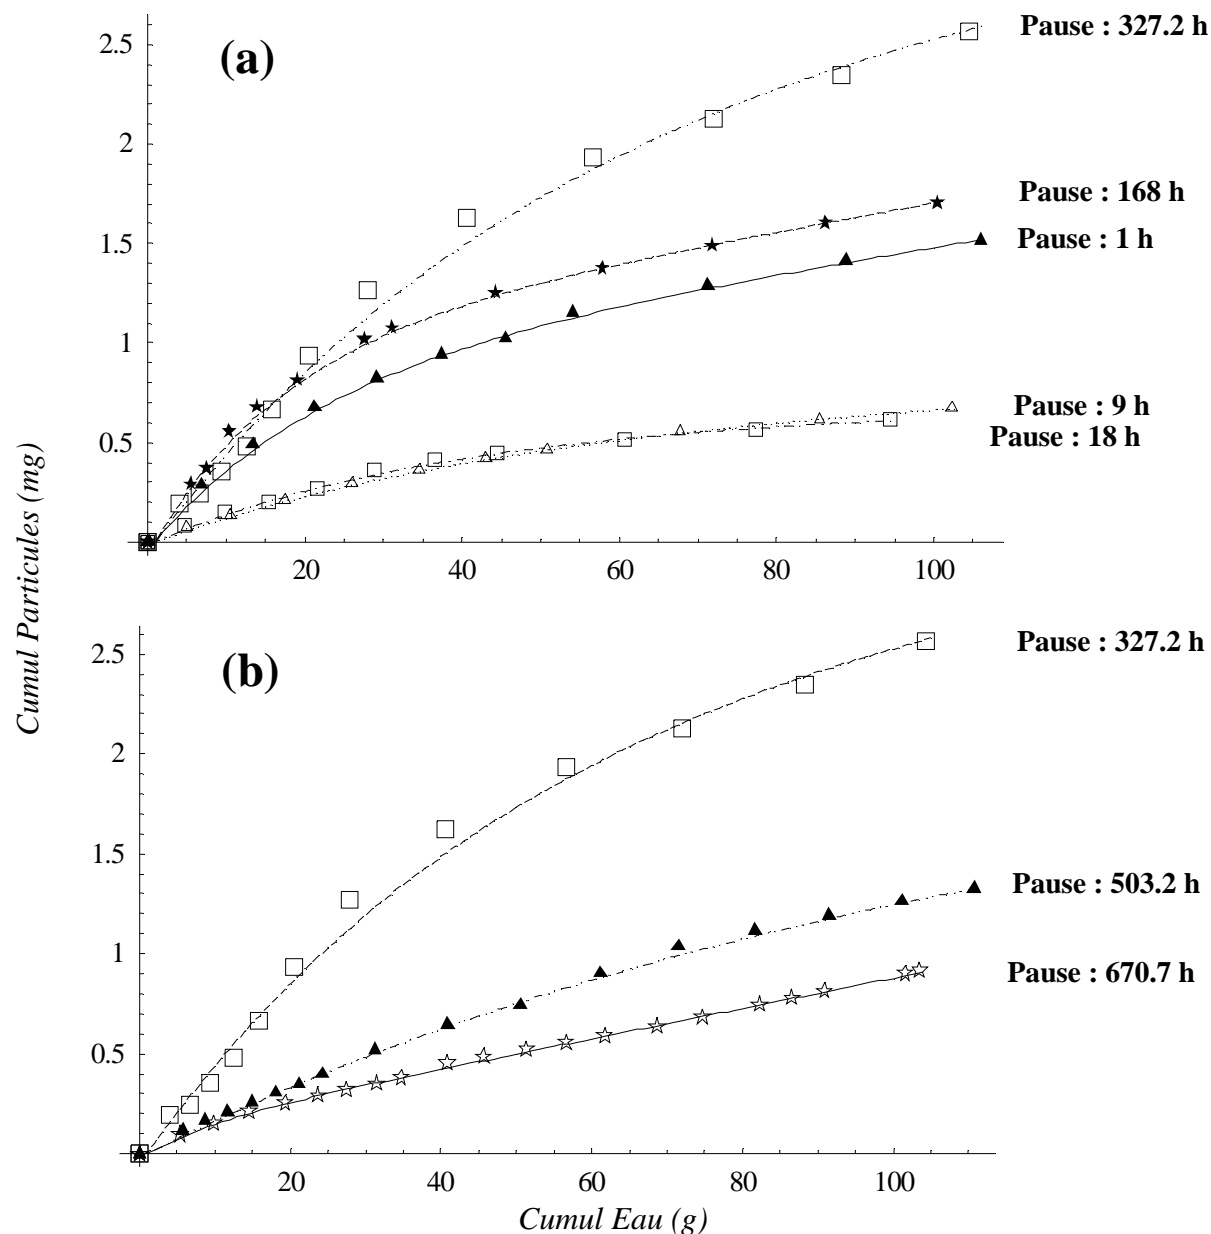 Pause : 327.2 h
2.5
(a)
2
Pause : 168 h
1.5
Pause : 1 h
1
Pause : 9 h
0.5
Pause : 18 h
20 40 60 80 100
Cumul Particules (mg)
Pause : 327.2 h
2.5
(b)
2
1.5
Pause : 503.2 h
1
Pause : 670.7 h
0.5
20 40 60 80 100
Cumul Eau (g)